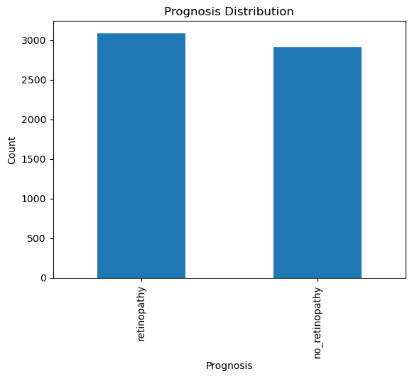 Prognosis Distribution
3000
2500
2000
1500
1000
500
0
Count
retinopathy
no_retinopathy
Prognosis